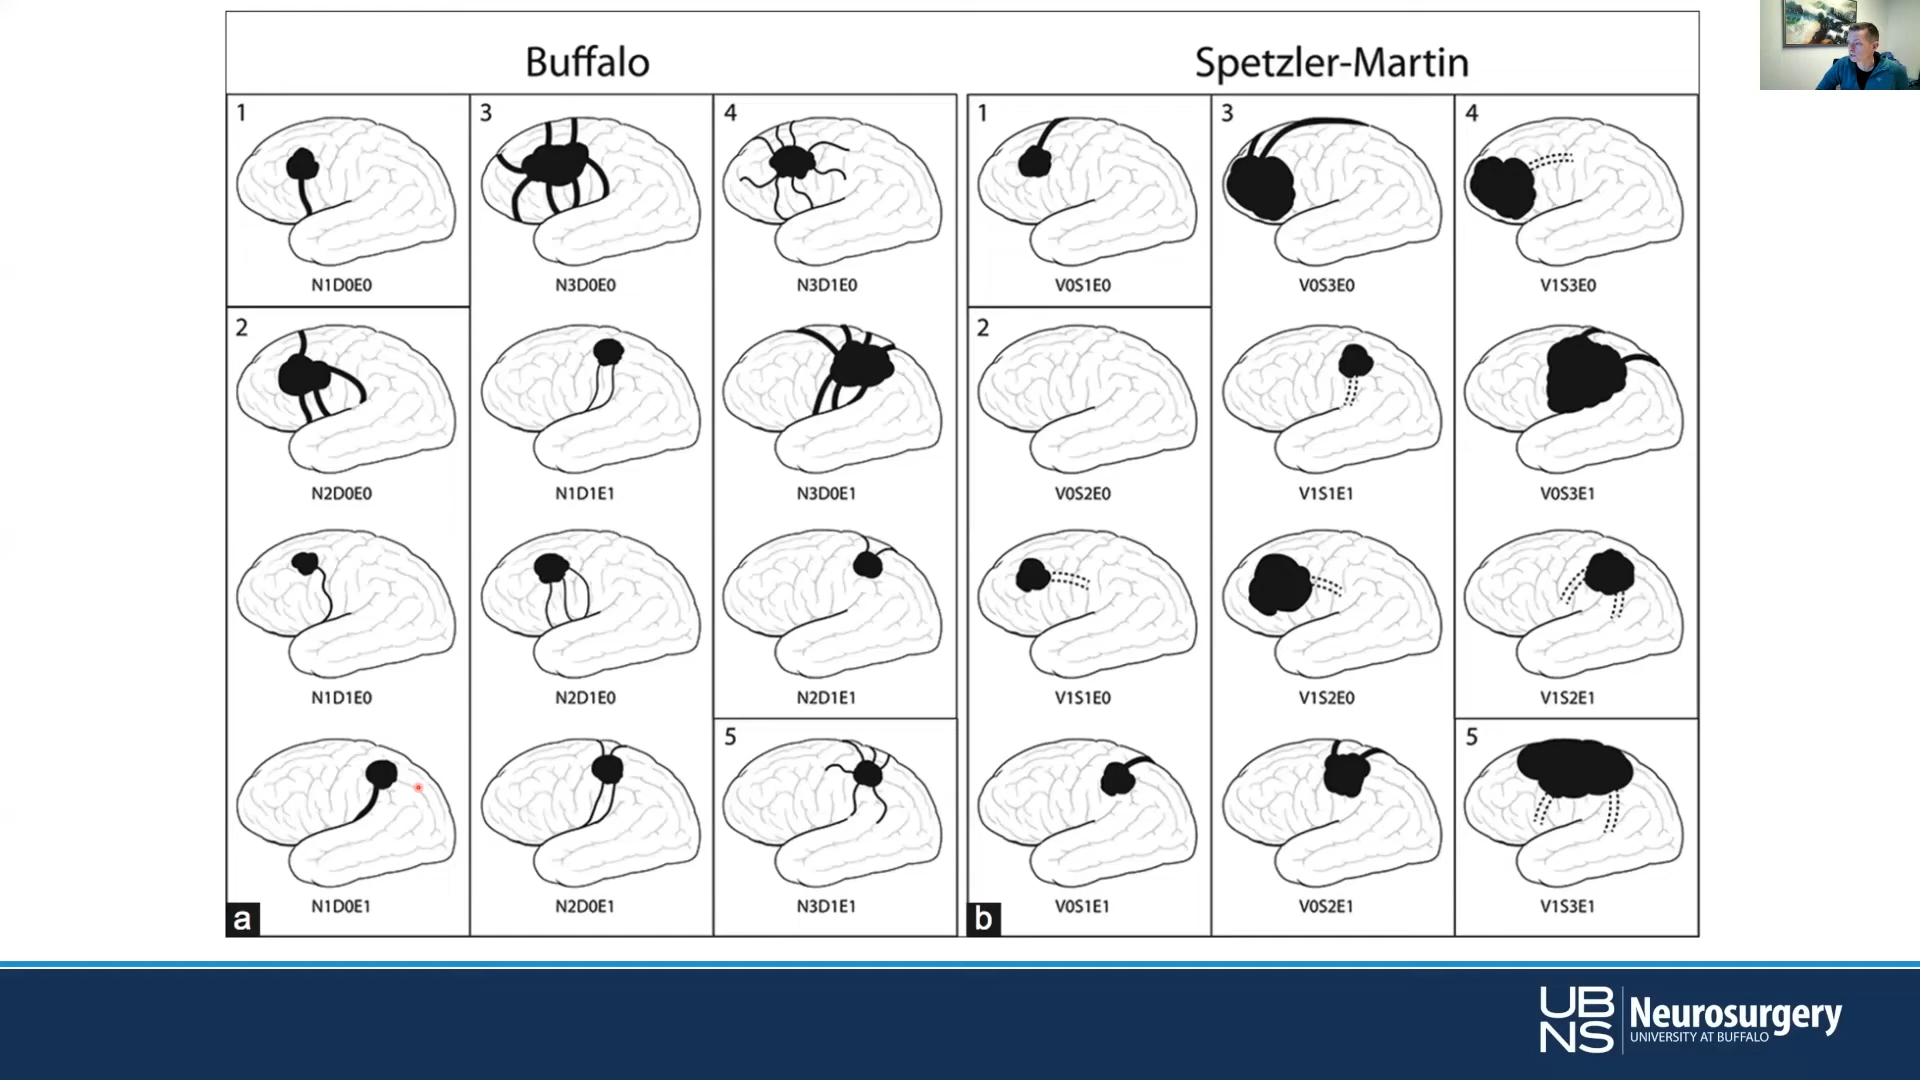 Buffalo
Spetzler-Martin
1
3
4
N1D0E0
N3D0E0
N3D1E0
2
N2D0E0
N1D1E1
N3D0E1
N1D1E0
N2D1E0
N2D1E1
5
N1D0E1
N2D0E1
N3D1E1
a
1
3
4
V0S1E0
V0S3E0
V1S3E0
2
V0S2E0
V1S1E1
V0S3E1
V1S1E0
V1S2E0
V1S2E1
5
V0S1E1
V0S2E1
V1S3E1
b
UB
NS
Neurosurgery
UNIVERSITY AT BUFFALO